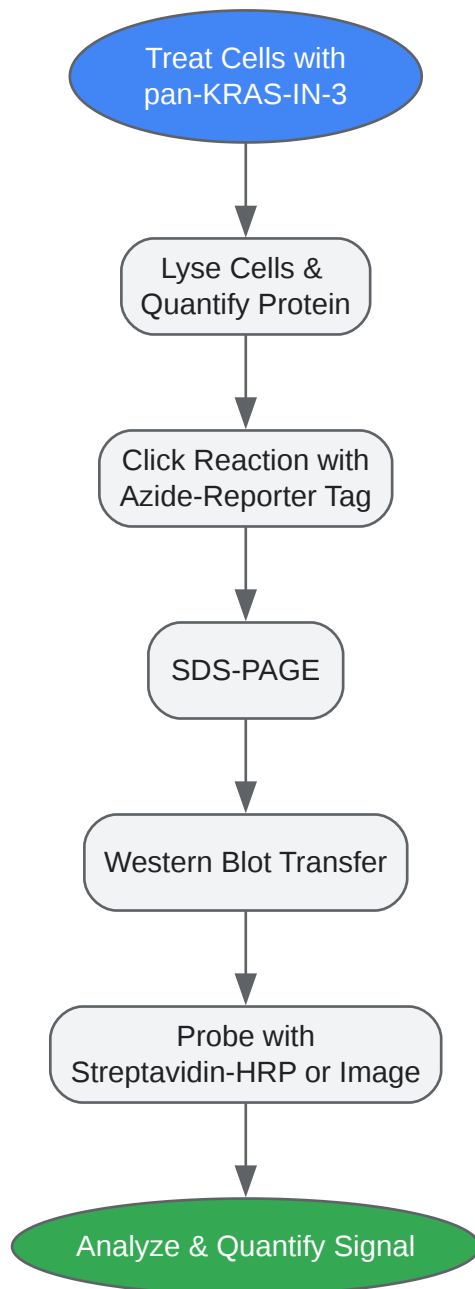 Treat Cells with
pan-KRAS-IN-3
Lyse Cells &
Quantify Protein
Click Reaction with
Azide-Reporter Tag
SDS-PAGE
Western Blot Transfer
Probe with
Streptavidin-HRP or Image
Analyze & Quantify Signal